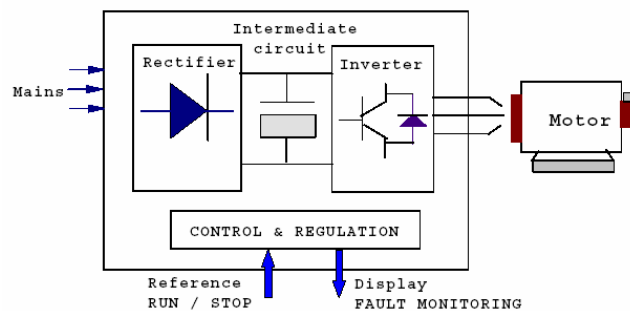 Intermediate
circuit
Rectifier
Inverter
Mains
Motor
CONTROL & REGULATION
Reference
RUN / STOP
Display
FAULT MONITORING